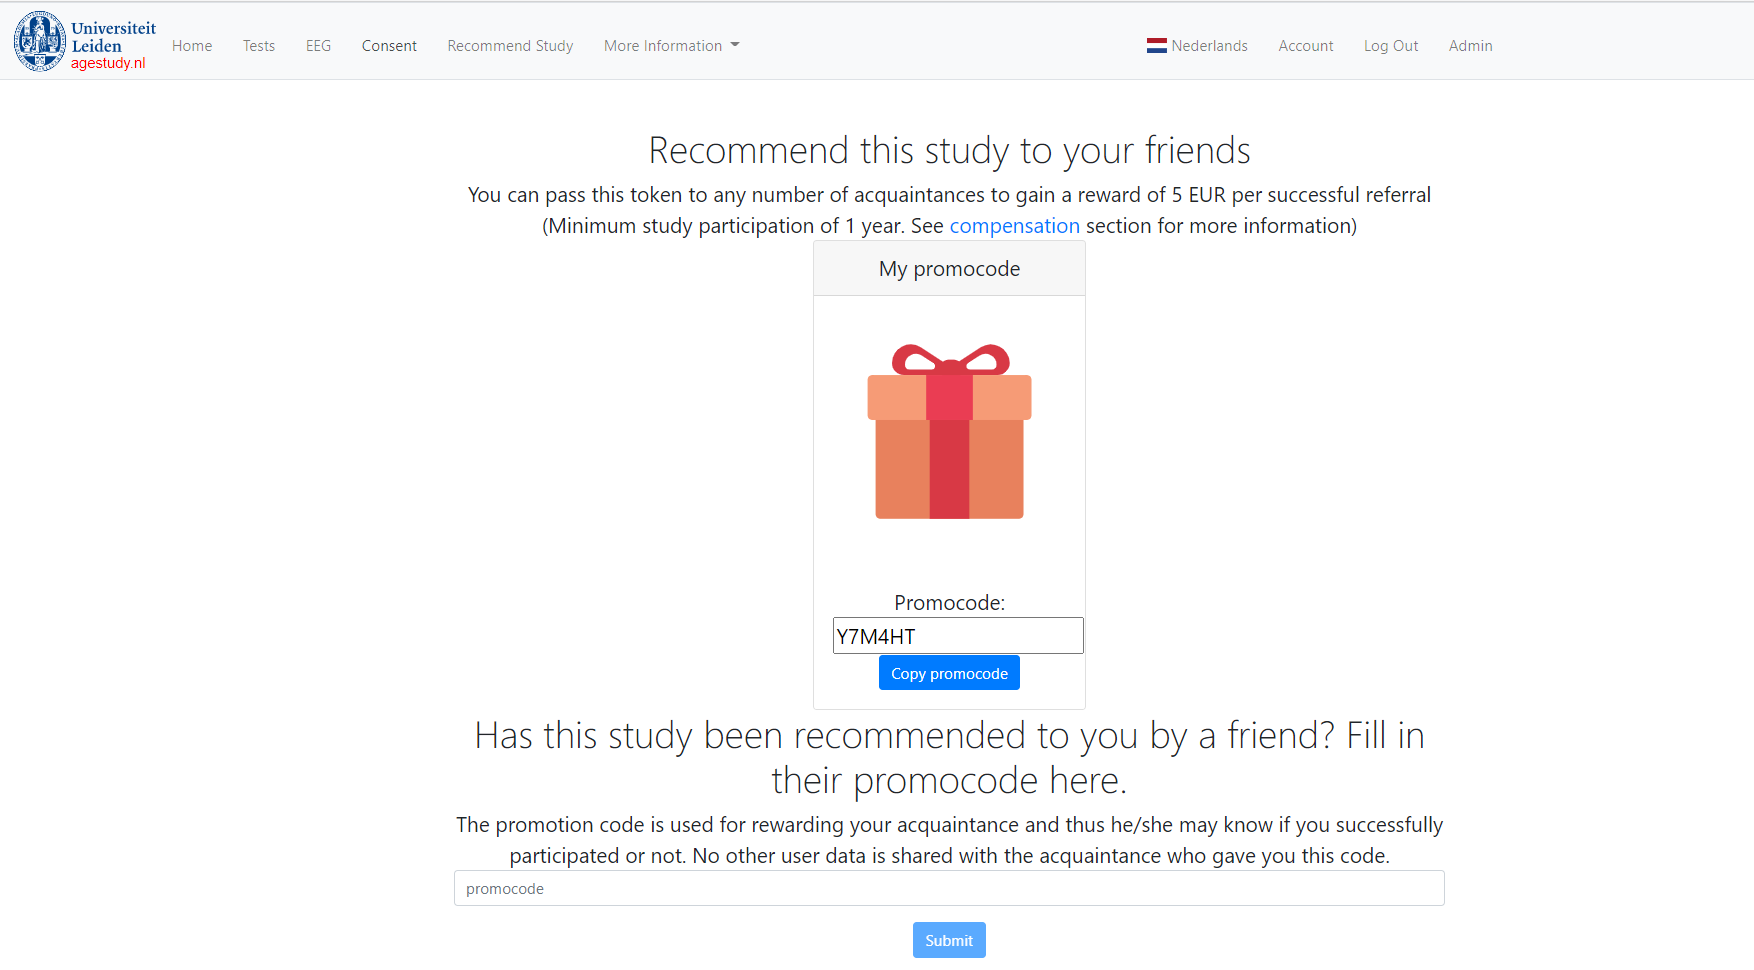 Universiteit
Leiden
agestudy.nl
Home Tests EEG Consent Recommend Study More Information Nederlands Account Log Out Admin
Recommend this study to your friends
You can pass this token to any number of acquaintances to gain a reward of 5 EUR per successful referral
(Minimum study participation of 1 year. See compensation section for more information)
My promocode
Promocode:
Y7M4HT
Copy promocode
Has this study been recommended to you by a friend? Fill in
their promocode here.
The promotion code is used for rewarding your acquaintance and thus he/she may know if you successfully
participated or not. No other user data is shared with the acquaintance who gave you this code.
promocode
Submit